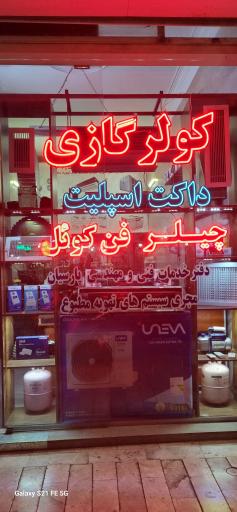 کولر گازی
داکت اسپلیت
چیلر. فن کوئل
دفتر خدمات فنی و مهندسی پارسیان
مجری سیستم های تهویه مطبوع
Galaxy S21 FE 5G